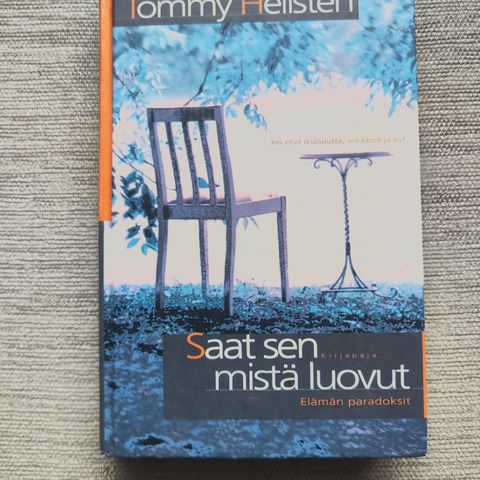 Tommy Hellsten
Jos etsit ikuisuutta, elä tässä ja nyt
Saat sen
Kirjapaja
mistä luovut
Elämän paradoksit